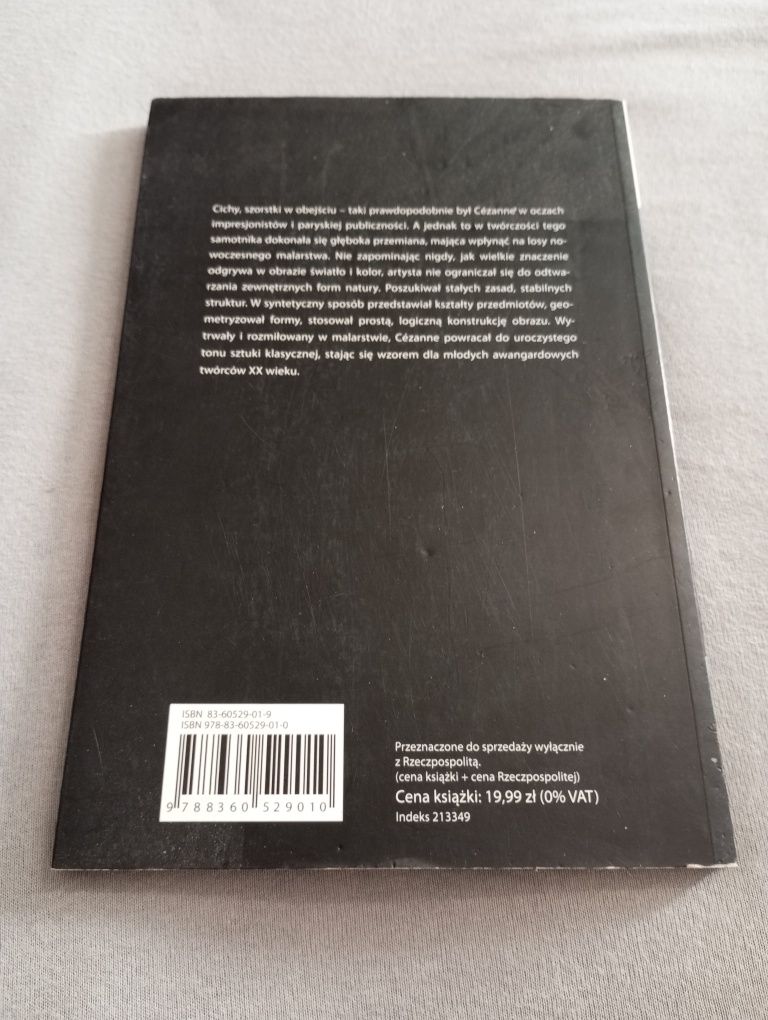 Cichy, szorstki w obejściu – taki prawdopodobnie był Cézanne w oczach
impresjonistów i paryskiej publiczności. A jednak to w twórczości tego
samotnika dokonała się głęboka przemiana, mająca wpłynąć na losy no-
woczesnego malarstwa. Nie zapominając nigdy, jak wielkie znaczenie
odgrywa w obrazie światło i kolor, artysta nie ograniczał się do odtwa-
rzania zewnętrznych form natury. Poszukiwał stałych zasad, stabilnych
struktur. W syntetyczny sposób przedstawiał kształty przedmiotów, geo-
metryzował formy, stosował prostą, logiczną konstrukcję obrazu. Wy-
trwały i rozmiłowany w malarstwie, Cézanne powracał do uroczystego
tonu sztuki klasycznej, stając się wzorem dla młodych awangardowych
twórców XX wieku.
ISBN 83-60529-01-9
ISBN 978-83-60529-01-0
9 788360 529010
Przeznaczone do sprzedaży wyłącznie
z Rzeczpospolitą.
(cena książki + cena Rzeczpospolitej)
Cena książki: 19,99 zł (0% VAT)
Indeks 213349